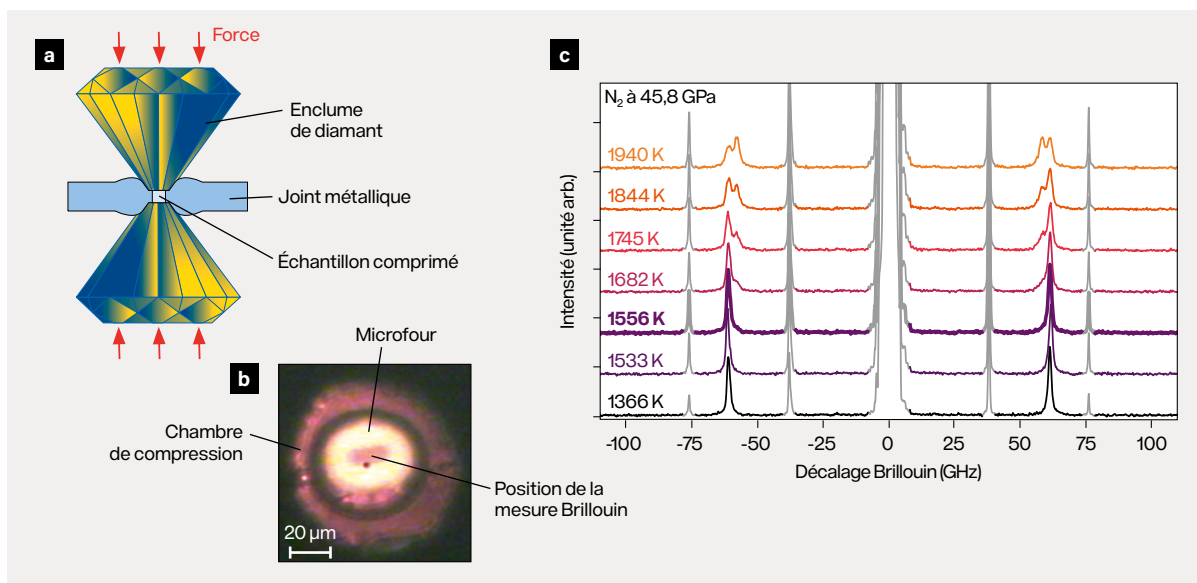 a
Force
Enclume
de diamant
Joint métallique
Échantillon comprimé
b
Microfour
Chambre
de compression
Position de la
mesure Brillouin
20 µm
c
N₂ à 45,8 GPa
1940 K
1844 K
1745 K
1682 K
1556 K
1533 K
1366 K
Intensité (unité arb.)
-100 -75 -50 -25 0 25 50 75 100
Décalage Brillouin (GHz)